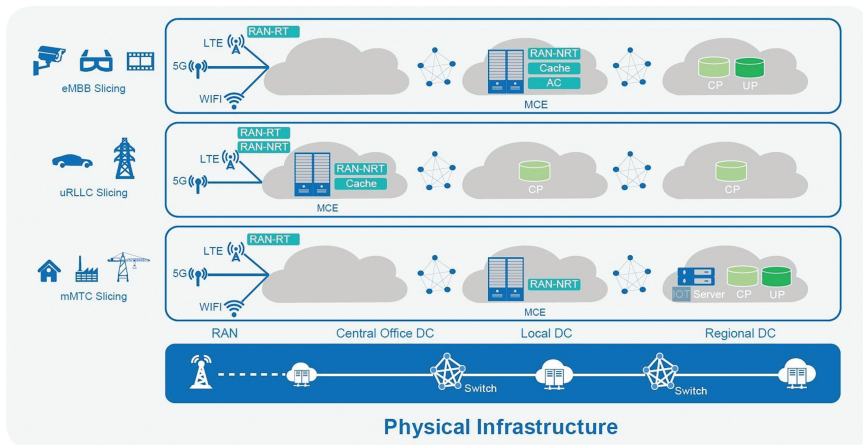 RAN-RT
LTE
5G
WIFI
eMBB Slicing
RAN-NRT
Cache
AC
MCE
CP
UP
RAN-RT
RAN-NRT
LTE
5G
uRLLC Slicing
RAN-NRT
Cache
MCE
CP
CP
RAN-RT
LTE
5G
WIFI
mMTC Slicing
RAN-NRT
MCE
IOT Server
CP
UP
RAN
Central Office DC
Local DC
Regional DC
Switch
Switch
Physical Infrastructure